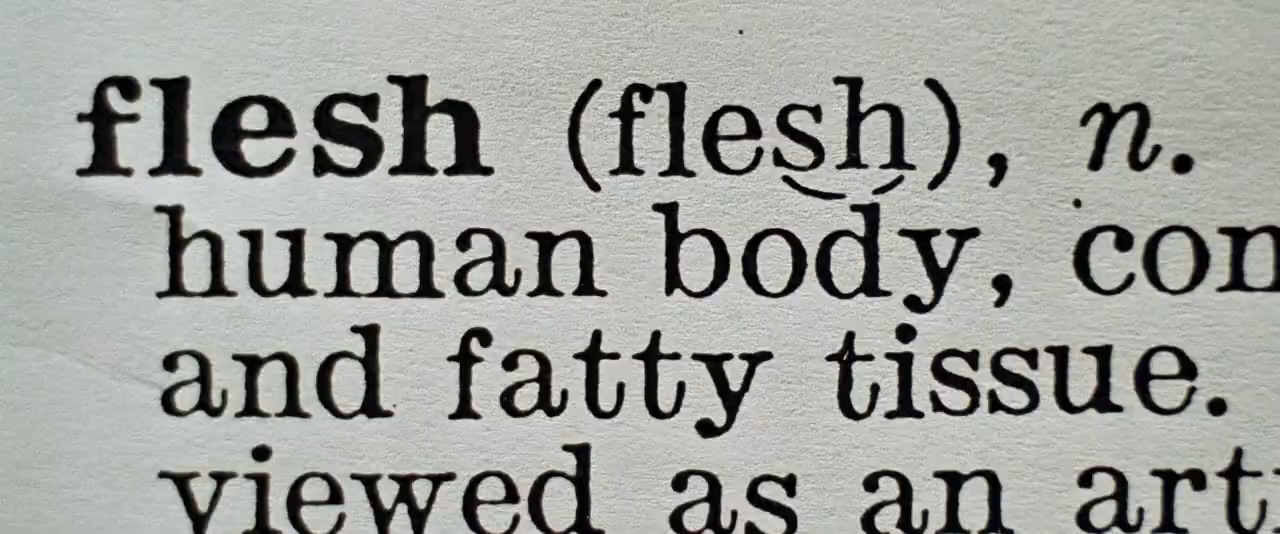 flesh (flesh), n.
human body, con
and fatty tissue.
viewed as an art